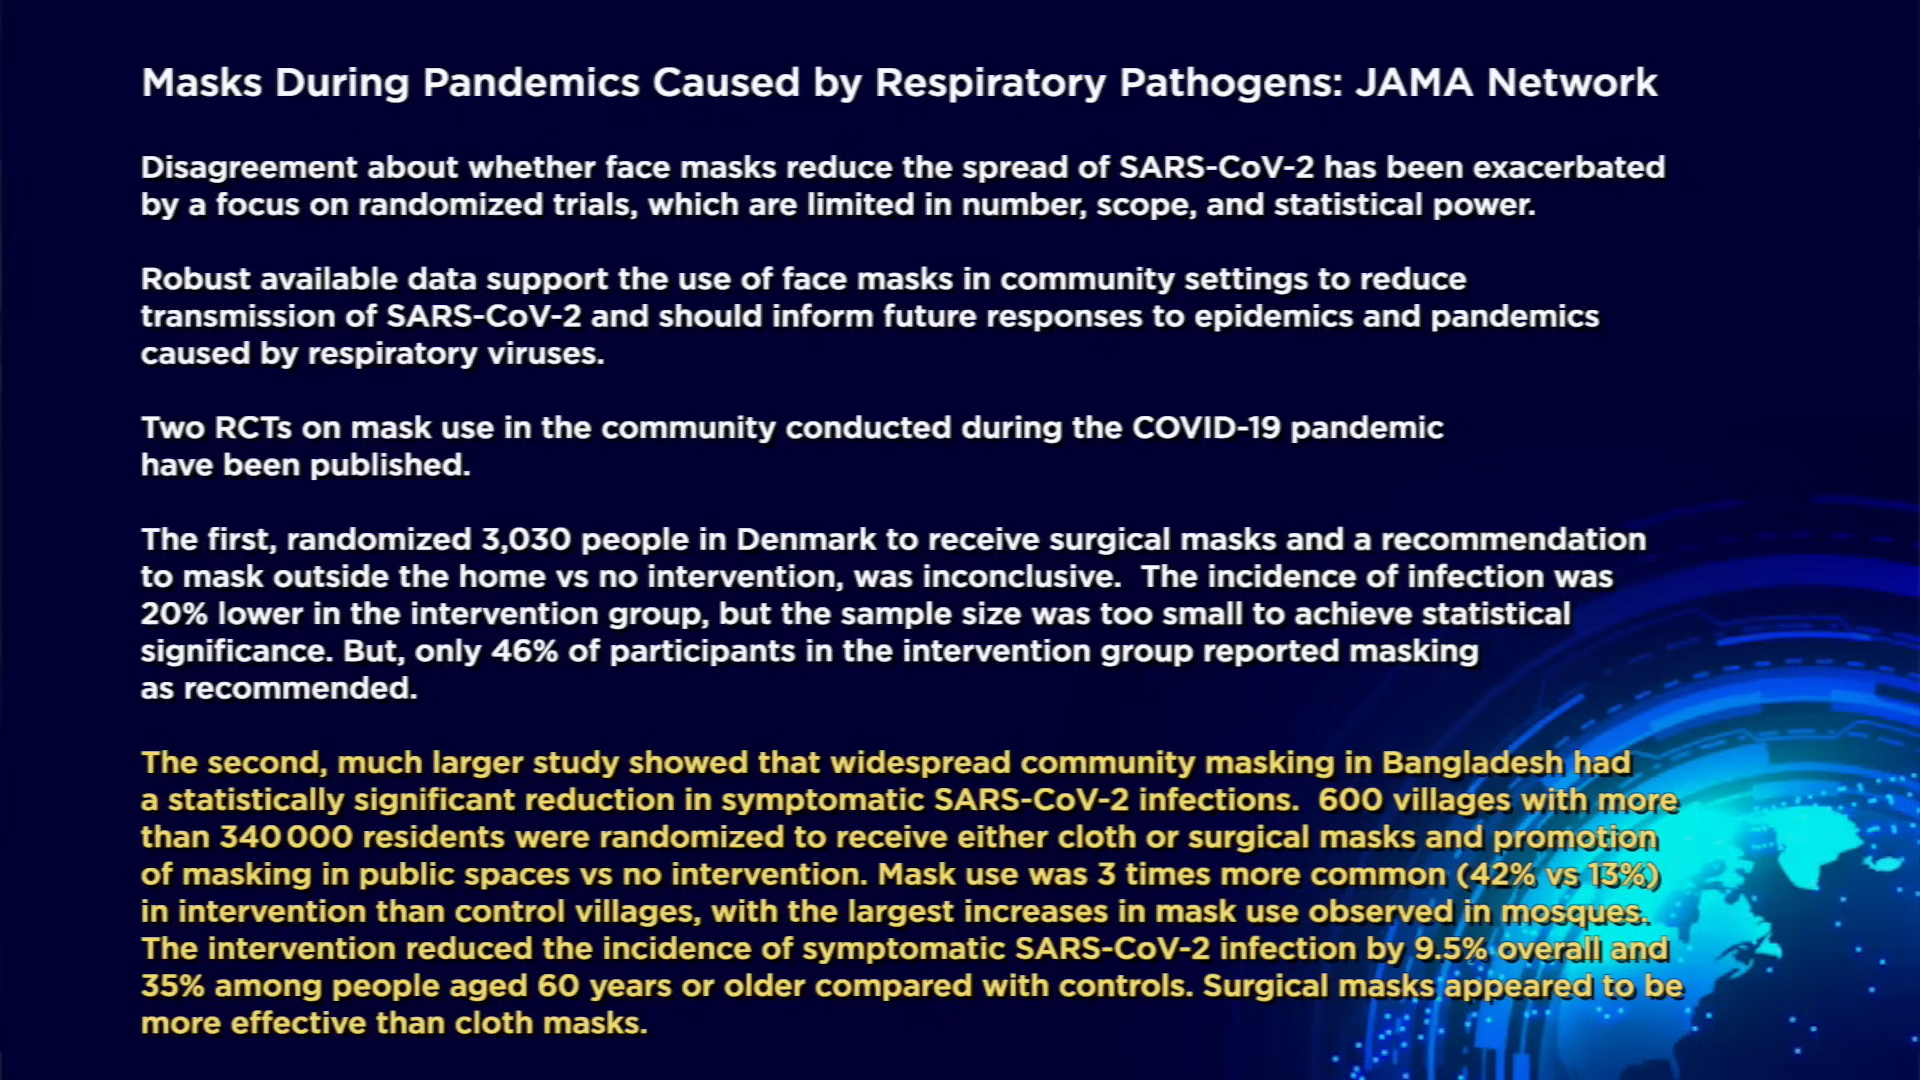 Masks During Pandemics Caused by Respiratory Pathogens: JAMA Network
Disagreement about whether face masks reduce the spread of SARS-CoV-2 has been exacerbated
by a focus on randomized trials, which are limited in number, scope, and statistical power.
Robust available data support the use of face masks in community settings to reduce
transmission of SARS-CoV-2 and should inform future responses to epidemics and pandemics
caused by respiratory viruses.
Two RCTs on mask use in the community conducted during the COVID-19 pandemic
have been published.
The first, randomized 3,030 people in Denmark to receive surgical masks and a recommendation
to mask outside the home vs no intervention, was inconclusive.  The incidence of infection was
20% lower in the intervention group, but the sample size was too small to achieve statistical
significance. But, only 46% of participants in the intervention group reported masking
as recommended.
The second, much larger study showed that widespread community masking in Bangladesh had
a statistically significant reduction in symptomatic SARS-CoV-2 infections.  600 villages with more
than 340 000 residents were randomized to receive either cloth or surgical masks and promotion
of masking in public spaces vs no intervention. Mask use was 3 times more common (42% vs 13%)
in intervention than control villages, with the largest increases in mask use observed in mosques.
The intervention reduced the incidence of symptomatic SARS-CoV-2 infection by 9.5% overall and
35% among people aged 60 years or older compared with controls. Surgical masks appeared to be
more effective than cloth masks.